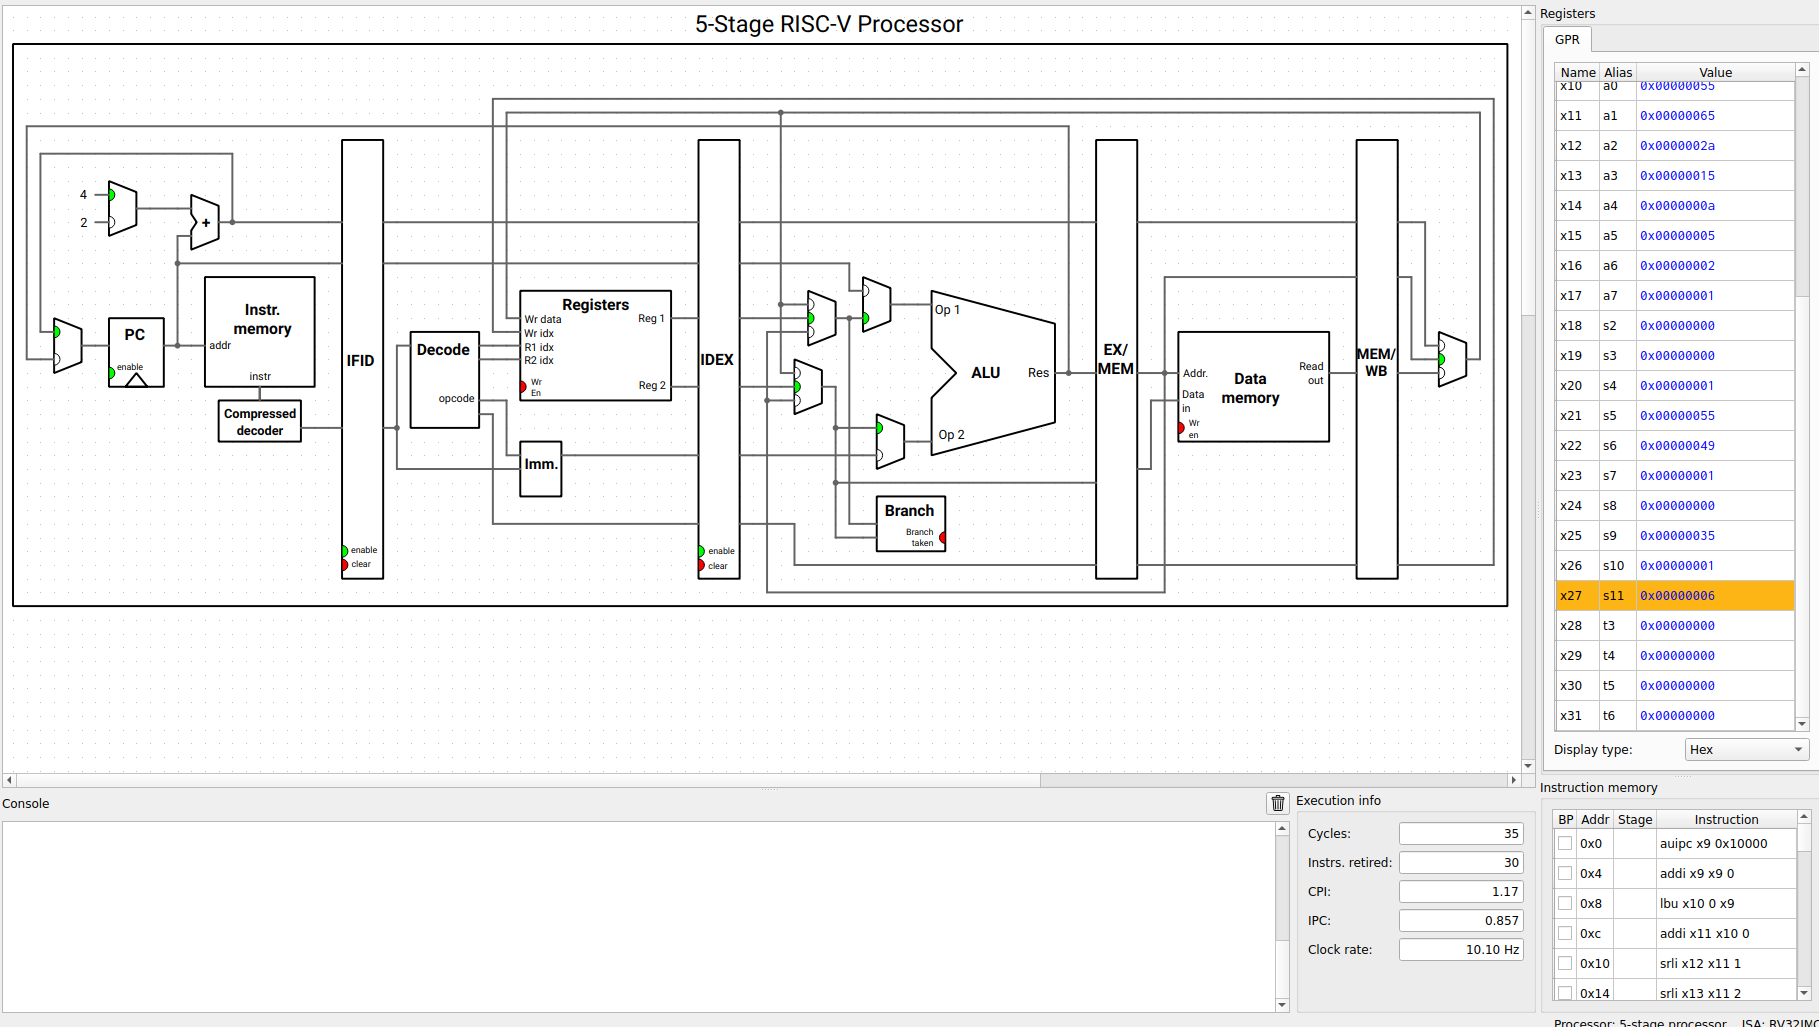 5-Stage RISC-V Processor
4
2
+
Instr.
memory
addr
instr
PC
enable
Compressed
decoder
IFID
enable
clear
Decode
opcode
Registers
Wr data
Wr idx
R1 idx
R2 idx
Wr
En
Reg 1
Reg 2
Imm.
IDEX
enable
clear
Op 1
ALU
Res
Op 2
Branch
Branch
taken
EX/
MEM
Addr.
Data
in
Wr
en
Data
memory
Read
out
MEM/
WB
Registers
GPR
Name Alias Value
x10 a0 0x00000055
x11 a1 0x00000065
x12 a2 0x0000002a
x13 a3 0x00000015
x14 a4 0x0000000a
x15 a5 0x00000005
x16 a6 0x00000002
x17 a7 0x00000001
x18 s2 0x00000000
x19 s3 0x00000000
x20 s4 0x00000001
x21 s5 0x00000055
x22 s6 0x00000049
x23 s7 0x00000001
x24 s8 0x00000000
x25 s9 0x00000035
x26 s10 0x00000001
x27 s11 0x00000006
x28 t3 0x00000000
x29 t4 0x00000000
x30 t5 0x00000000
x31 t6 0x00000000
Display type: Hex
Console
Execution info
Cycles: 35
Instrs. retired: 30
CPI: 1.17
IPC: 0.857
Clock rate: 10.10 Hz
Instruction memory
BP Addr Stage Instruction
0x0 auipc x9 0x10000
0x4 addi x9 x9 0
0x8 lbu x10 0 x9
0xc addi x11 x10 0
0x10 srli x12 x11 1
0x14 srli x13 x11 2
Processor: 5-stage processor ISA: RV32IMC